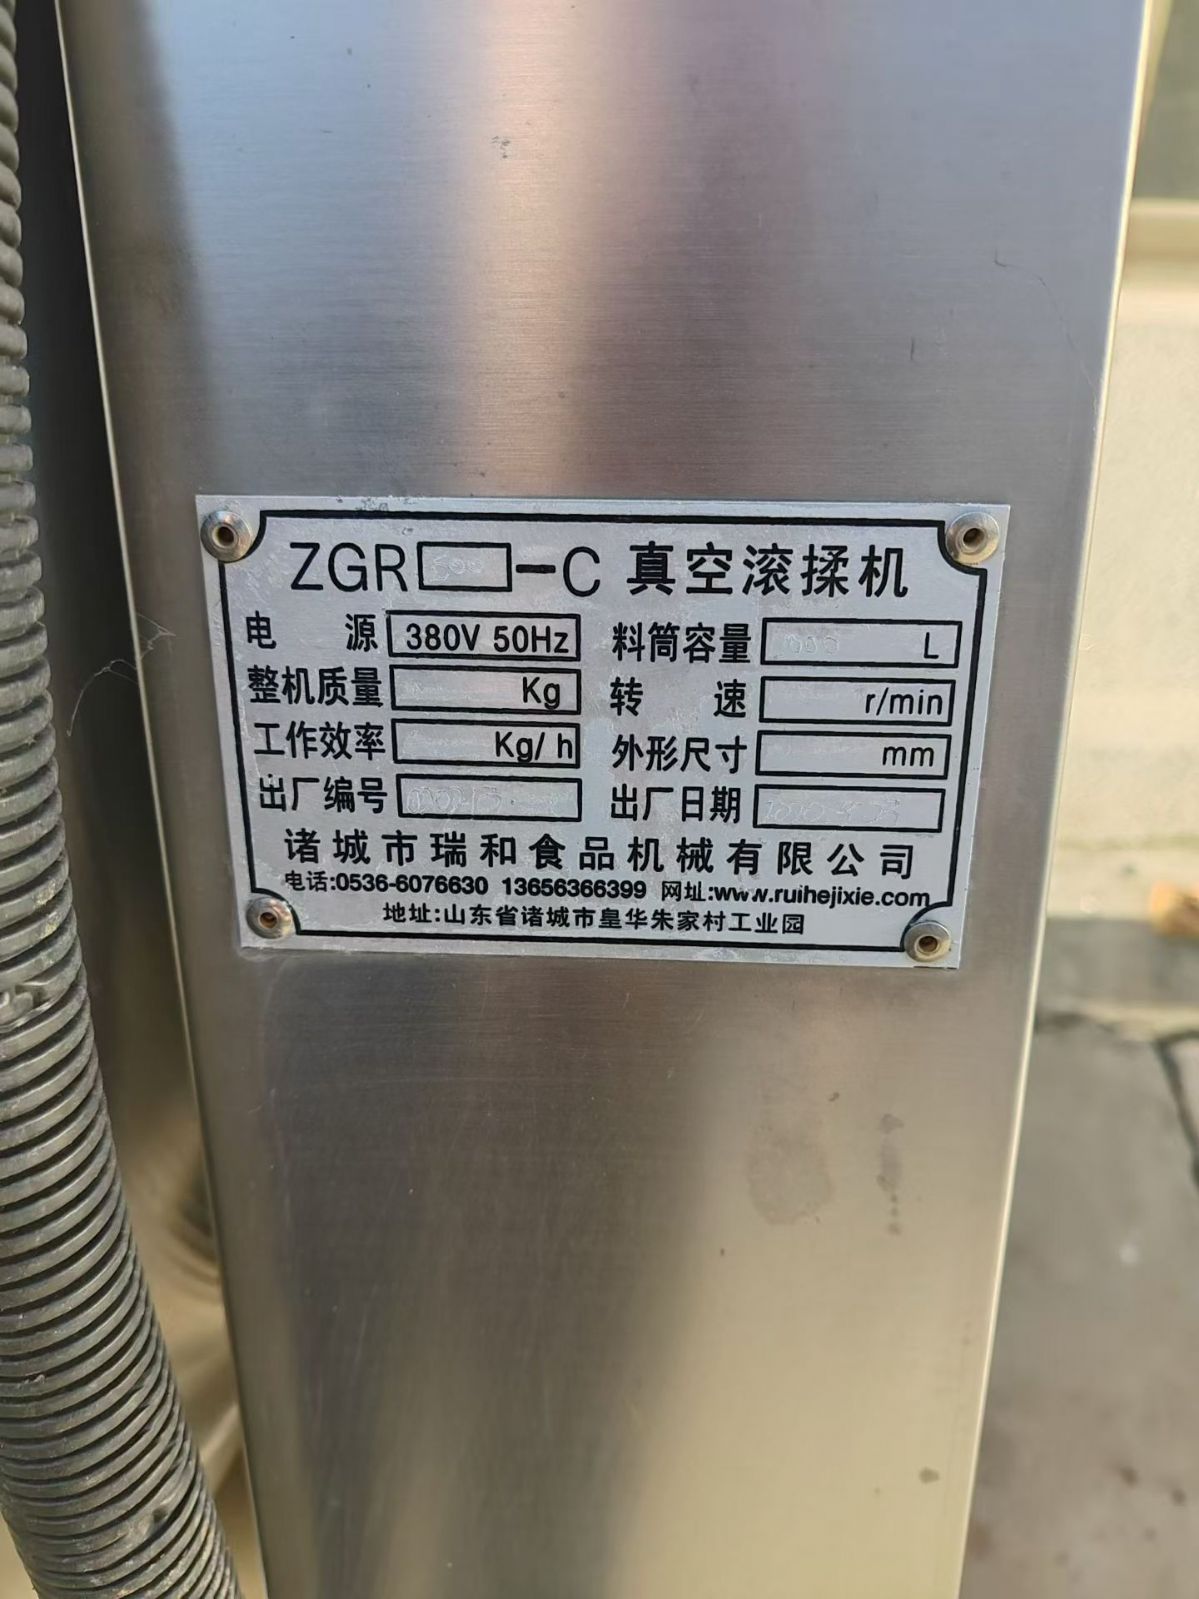 ZGR -C 真空滚揉机
电 源 380V 50Hz 料筒容量 L
整机质量 Kg 转 速 r/min
工作效率 Kg/h 外形尺寸 mm
出厂编号 出厂日期
诸城市瑞和食品机械有限公司
电话:0536-6076630 13656366399 网址:www.ruihejixie.com
地址:山东省诸城市皇华朱家村工业园